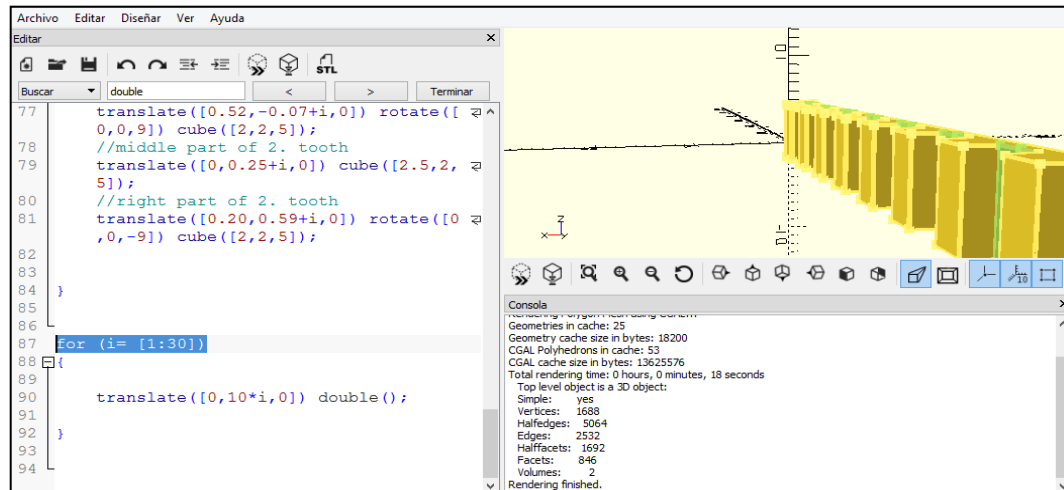 Archivo Editar Diseñar Ver Ayuda
Editar
STL
Buscar double < > Terminar
77 translate([0.52,-0.07+i,0]) rotate([
0,0,9]) cube([2,2,5]);
78 //middle part of 2. tooth
79 translate([0,0.25+i,0]) cube([2.5,2,
5]);
80 //right part of 2. tooth
81 translate([0.20,0.59+i,0]) rotate([0
,0,-9]) cube([2,2,5]);
82
83
84 }
85
86
87 for (i= [1:30])
88 {
89
90 translate([0,10*i,0]) double();
91
92 }
93
94
Z
X
10
Consola
Rendering Polygon Mesh using CGAL...
Geometries in cache: 25
Geometry cache size in bytes: 18200
CGAL Polyhedrons in cache: 53
CGAL cache size in bytes: 13625576
Total rendering time: 0 hours, 0 minutes, 18 seconds
Top level object is a 3D object:
Simple: yes
Vertices: 1688
Halfedges: 5064
Edges: 2532
Halffacets: 1692
Facets: 846
Volumes: 2
Rendering finished.